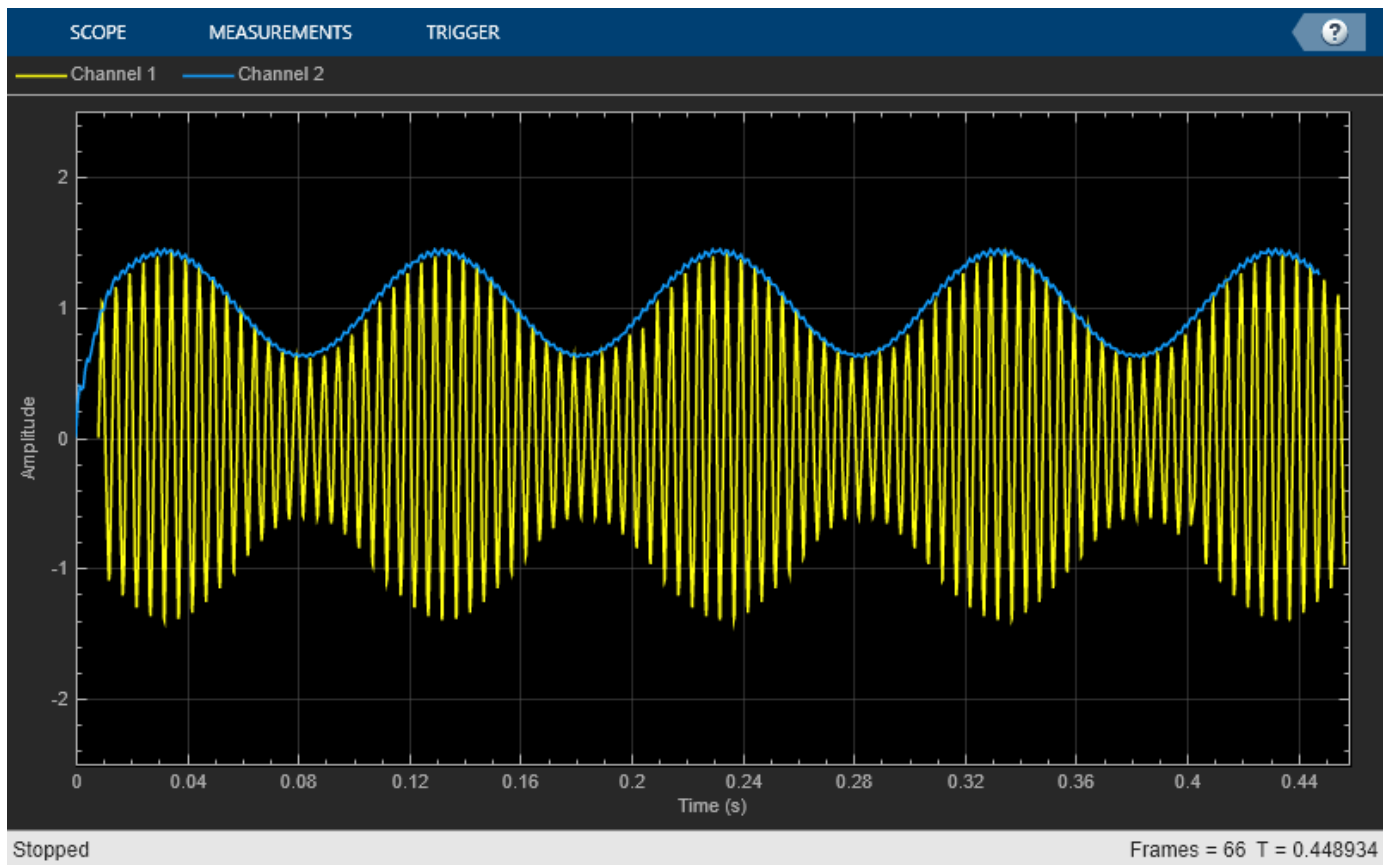 SCOPE MEASUREMENTS TRIGGER ?
Channel 1 Channel 2
2
1
0
-1
-2
Amplitude
0 0.04 0.08 0.12 0.16 0.2 0.24 0.28 0.32 0.36 0.4 0.44
Time (s)
Stopped Frames = 66 T = 0.448934